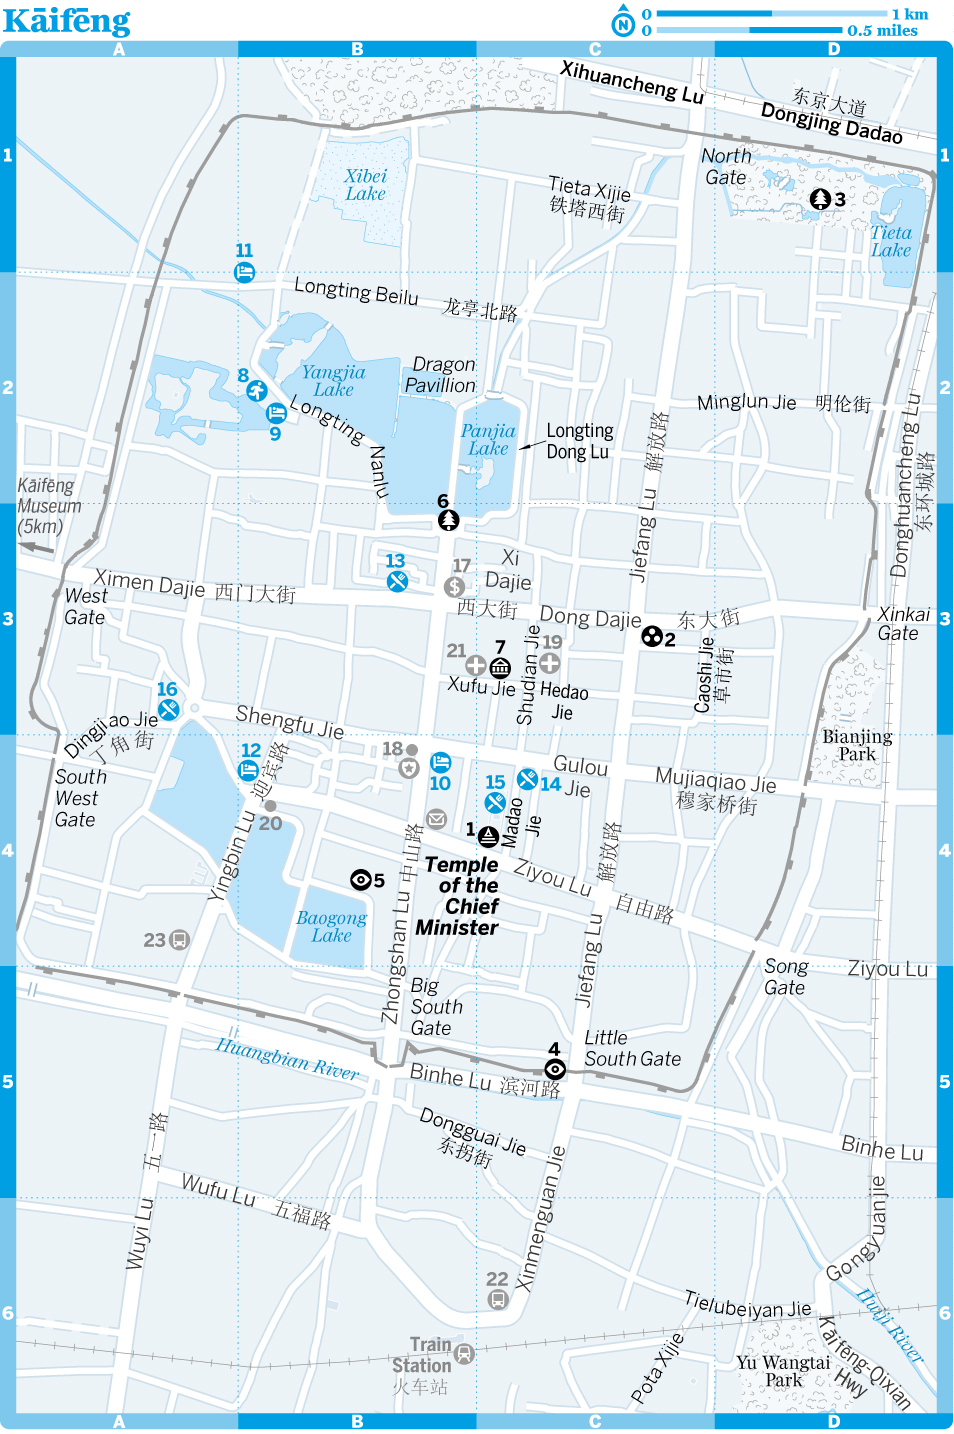 Kāifēng
0 1 km
N
0 0.5 miles
A B C D
Xihuancheng Lu
东京大道
Dongjing Dadao
1
North
Gate
1
Xibei
Lake
Tieta Xijie
铁塔西街
3
Tieta
Lake
11
Longting Beilu 龙亭北路
Dragon
Pavillion
2
8
Yangjia
Lake
2
9
Longting
Nanlu
Minglun Jie 明伦街
Panjia
Lake
Longting
Dong Lu
Jiefang Lu 解放路
Donghuancheng Lu
东环城路
Kāifēng
Museum
(5km)
6
13
17
Xi
Dajie
西大街
Ximen Dajie 西门大街
West
Gate
Dong Dajie 东大街
2
Xinkai
Gate
3
3
21
7
19
Shudian Jie
Caoshi Jie
草市街
Xufu Jie
Hedao
Jie
16
Dingjiao Jie
丁角街
Shengfu Jie
Bianjing
Park
18
12
迎宾路
10
Gulou
Jie
Mujiaqiao Jie
穆家桥街
South
West
Gate
15
14
20
Madao
Jie
1
4
4
Yingbin Lu
中山路
解放路
Temple
of the
Chief
Minister
5
Ziyou Lu 自由路
Baogong
Lake
23
Zhongshan Lu
Jiefang Lu
Song
Gate
Ziyou Lu
Big
South
Gate
4
Little
South Gate
Huangbian River
5
Binhe Lu 滨河路
5
Dongguai Jie
东拐街
Binhe Lu
五一路
Wufu Lu 五福路
Wuyi Lu
Xinmenguan Jie
Gongyuanjie
22
Tielubeiyan Jie
6
6
Huiji River
Train
Station
火车站
Pota Xijie
Yu Wangtai
Park
Kāifēng-Qixian
Hwy
A B C D